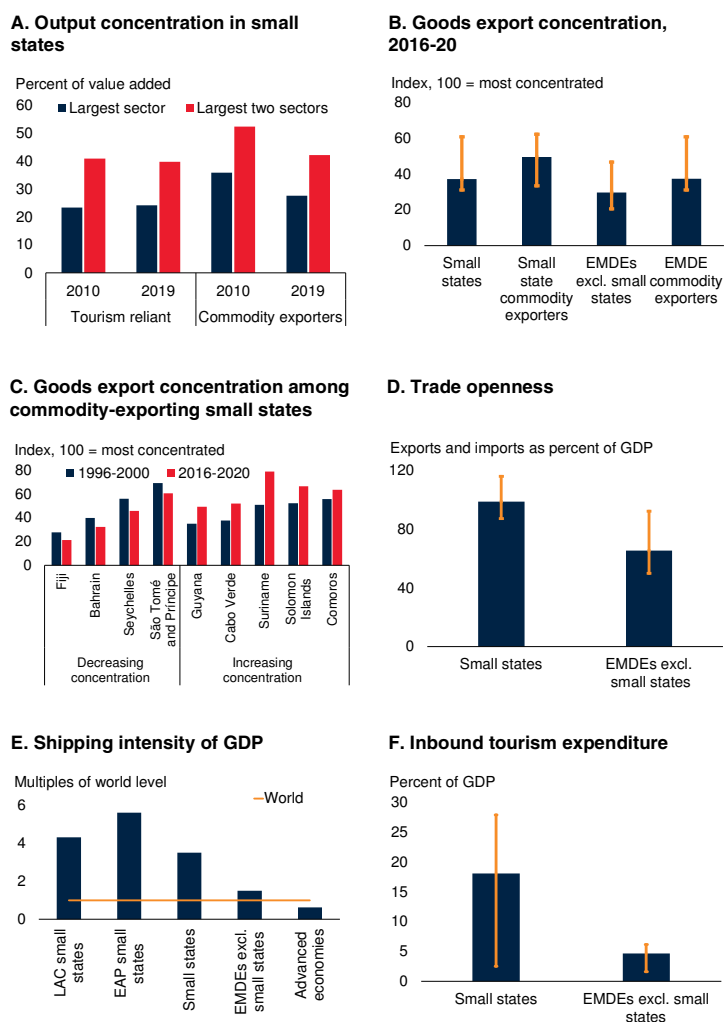 A. Output concentration in small
states
Percent of value added
60
50
40
30
20
10
0
Largest sector
Largest two sectors
2010
2019
2010
2019
Tourism reliant
Commodity exporters
B. Goods export concentration,
2016-20
Index, 100 = most concentrated
80
60
40
20
0
Small
states
Small
state
commodity
exporters
EMDEs
excl. small
states
EMDE
commodity
exporters
C. Goods export concentration among
commodity-exporting small states
Index, 100 = most concentrated
80
60
40
20
0
1996-2000
2016-2020
Fiji
Bahrain
Seychelles
São Tomé
and Príncipe
Guyana
Cabo Verde
Suriname
Solomon
Islands
Comoros
Decreasing
concentration
Increasing
concentration
D. Trade openness
Exports and imports as percent of GDP
120
80
40
0
Small states
EMDEs excl.
small states
E. Shipping intensity of GDP
Multiples of world level
6
4
2
0
World
LAC small
states
EAP small
states
Small states
EMDEs excl.
small states
Advanced
economies
F. Inbound tourism expenditure
Percent of GDP
30
25
20
15
10
5
0
Small states
EMDEs excl. small
states